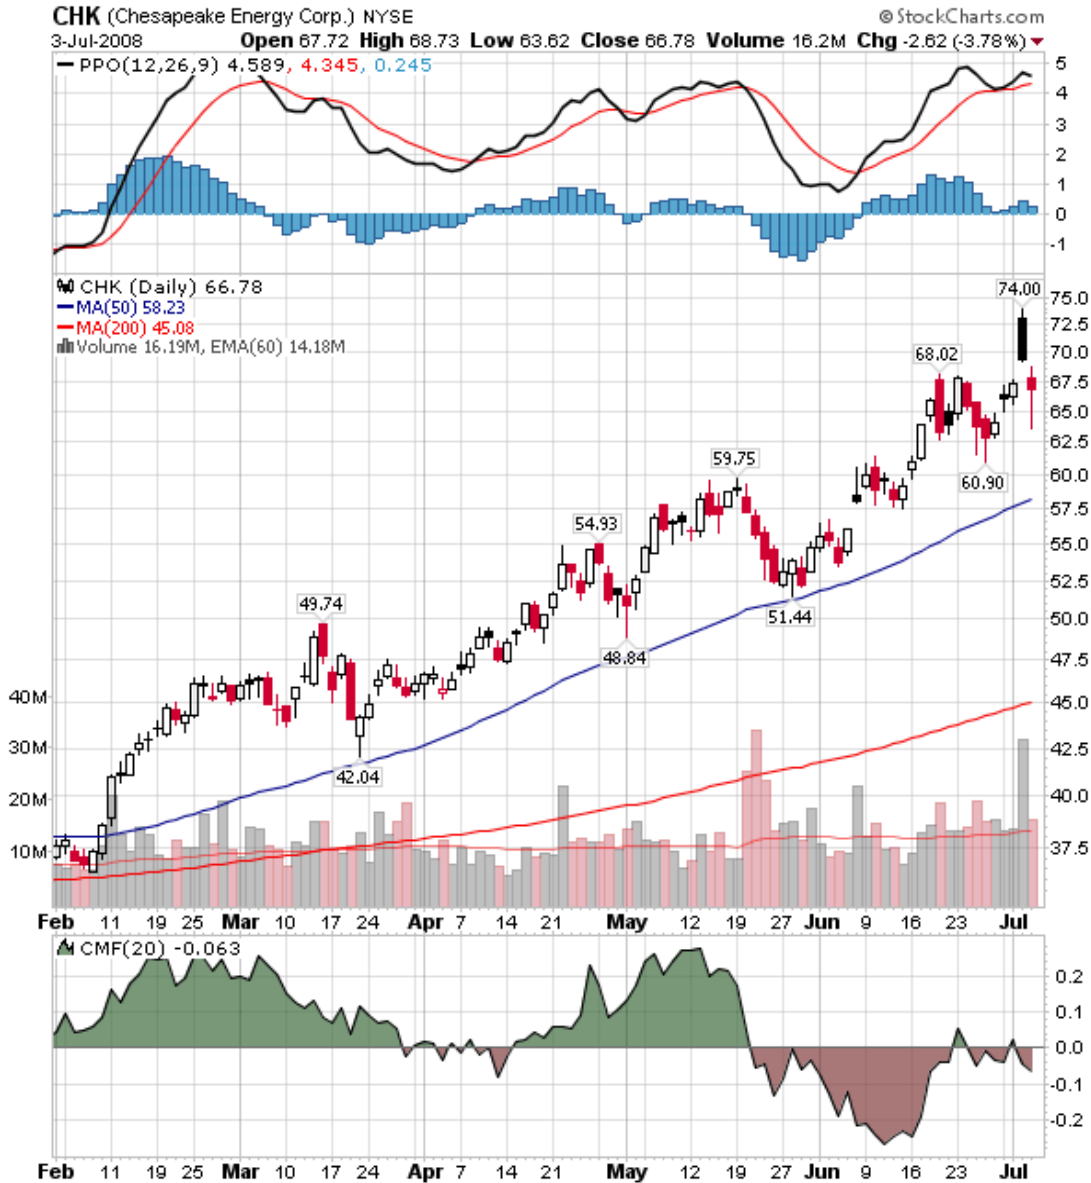 CHK (Chesapeake Energy Corp.) NYSE © StockCharts.com
3-Jul-2008 Open 67.72 High 68.73 Low 63.62 Close 66.78 Volume 16.2M Chg -2.62 (-3.78%)
PPO(12,26,9) 4.589, 4.345, 0.245
5
4
3
2
1
0
-1
CHK (Daily) 66.78
MA(50) 58.23
MA(200) 45.08
Volume 16.19M, EMA(60) 14.18M
74.00
68.02
60.90
59.75
54.93
51.44
49.74
48.84
42.04
75.0
72.5
70.0
67.5
65.0
62.5
60.0
57.5
55.0
52.5
50.0
47.5
45.0
42.5
40.0
37.5
40M
30M
20M
10M
Feb 11 19 25 Mar 10 17 24 Apr 7 14 21 May 12 19 27 Jun 9 16 23 Jul
CMF(20) -0.063
0.2
0.1
0.0
-0.1
-0.2
Feb 11 19 25 Mar 10 17 24 Apr 7 14 21 May 12 19 27 Jun 9 16 23 Jul